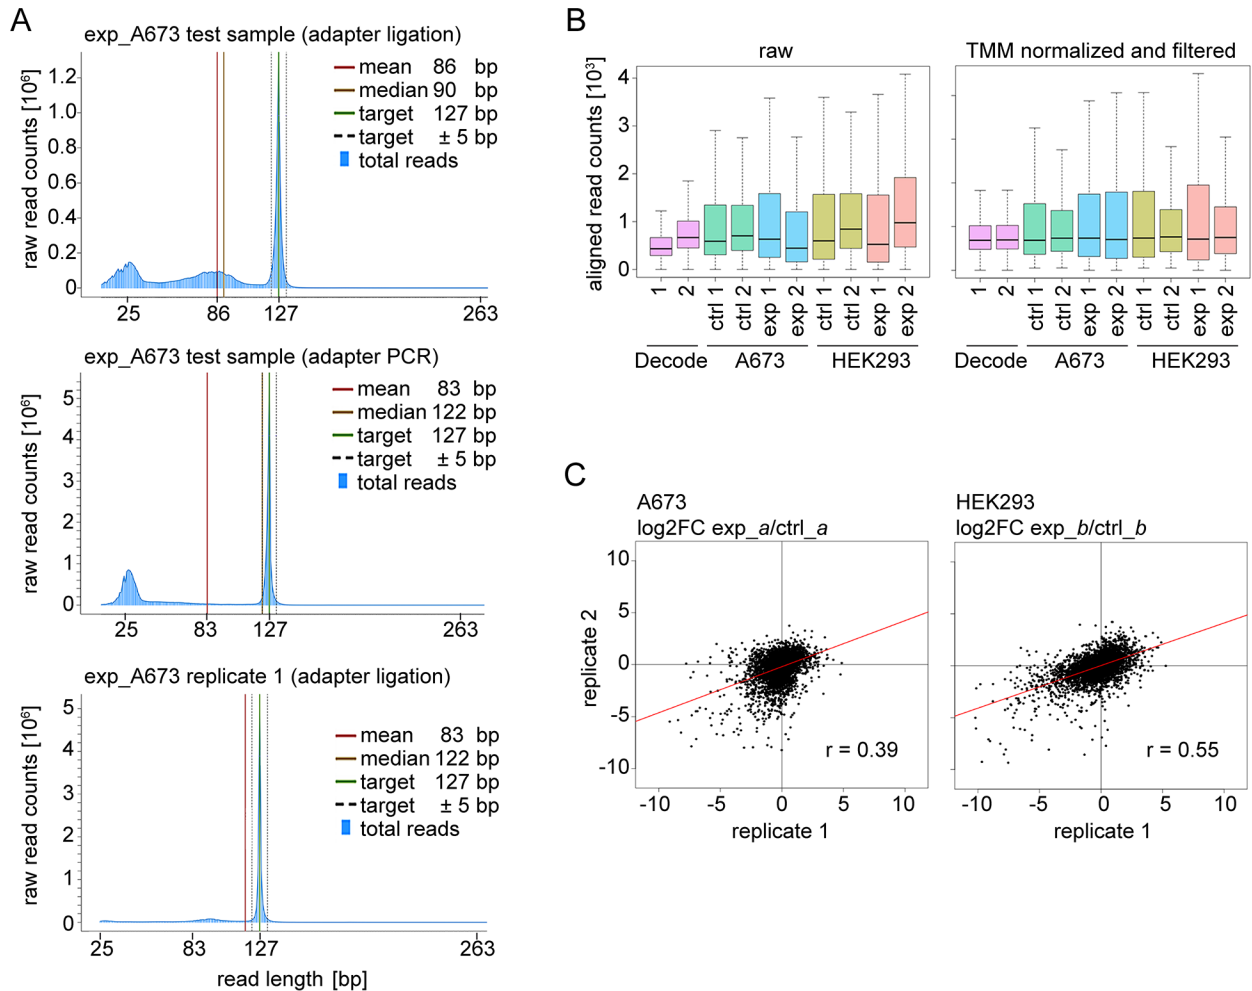 A
exp_A673 test sample (adapter ligation)
raw read counts [10⁶]
1.2
1.0
0.8
0.6
0.4
0.2
0
mean 86 bp
median 90 bp
target 127 bp
target ± 5 bp
total reads
25 86 127 263
exp_A673 test sample (adapter PCR)
raw read counts [10⁶]
5
4
3
2
1
0
mean 83 bp
median 122 bp
target 127 bp
target ± 5 bp
total reads
25 83 127 263
exp_A673 replicate 1 (adapter ligation)
raw read counts [10⁶]
5
4
3
2
1
0
mean 83 bp
median 122 bp
target 127 bp
target ± 5 bp
total reads
25 83 127 263
read length [bp]
B
raw
TMM normalized and filtered
aligned read counts [10³]
4
3
2
1
0
1 2 ctrl 1 ctrl 2 exp 1 exp 2 ctrl 1 ctrl 2 exp 1 exp 2
Decode A673 HEK293
1 2 ctrl 1 ctrl 2 exp 1 exp 2 ctrl 1 ctrl 2 exp 1 exp 2
Decode A673 HEK293
C
A673
log2FC exp_a/ctrl_a
replicate 2
10
5
0
-5
-10
r = 0.39
-10 -5 0 5 10
replicate 1
HEK293
log2FC exp_b/ctrl_b
r = 0.55
-10 -5 0 5 10
replicate 1